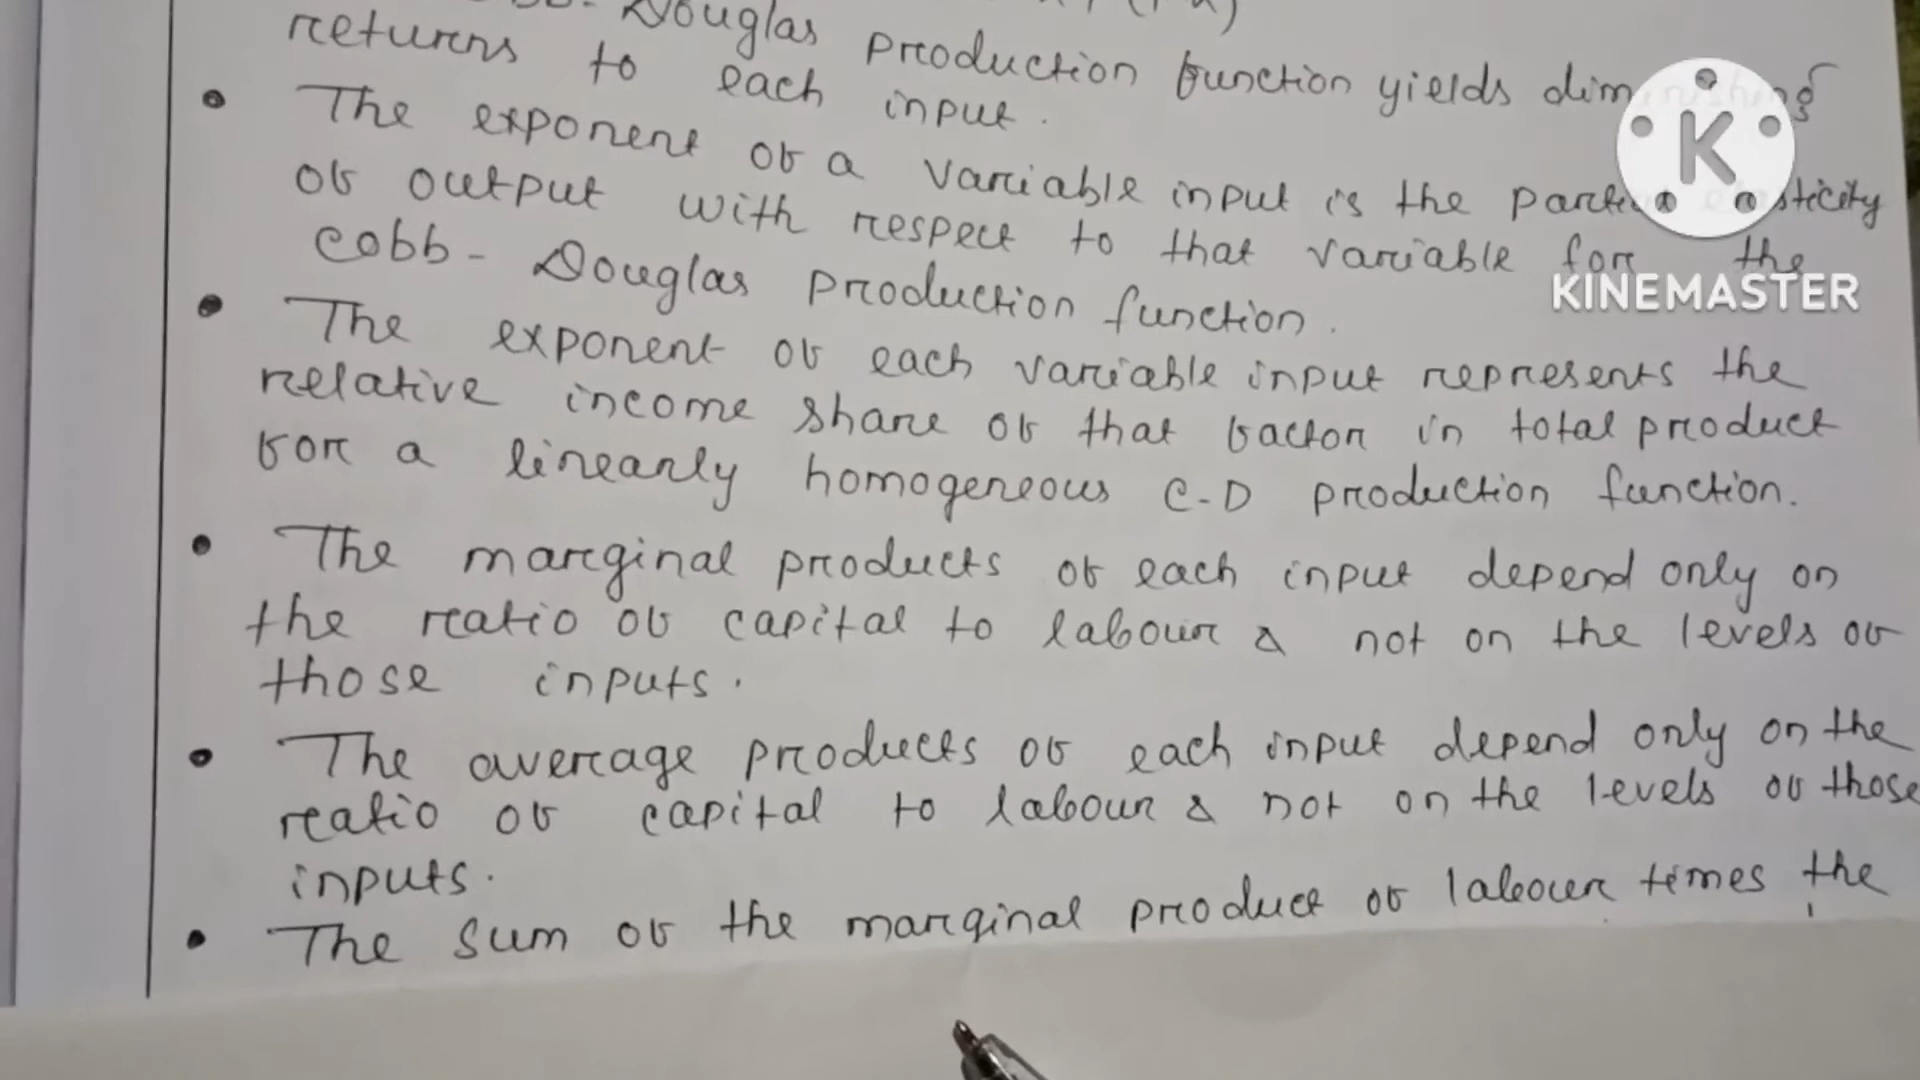 Douglas production function yields
returns to each input.
• The exponent of a variable input is the
of output with respect to that variable for the
Cobb-Douglas production function.
• The exponent of each variable input represents the
relative income share of that factor in total product
for a linearly homogeneous C-D production function.
• The marginal products of each input depend only on
the ratio of capital to labour & not on the levels of
those inputs.
• The average products of each input depend only on the
ratio of capital to labour & not on the levels of those
inputs.
• The sum of the marginal product of labour times the
K
KINEMASTER